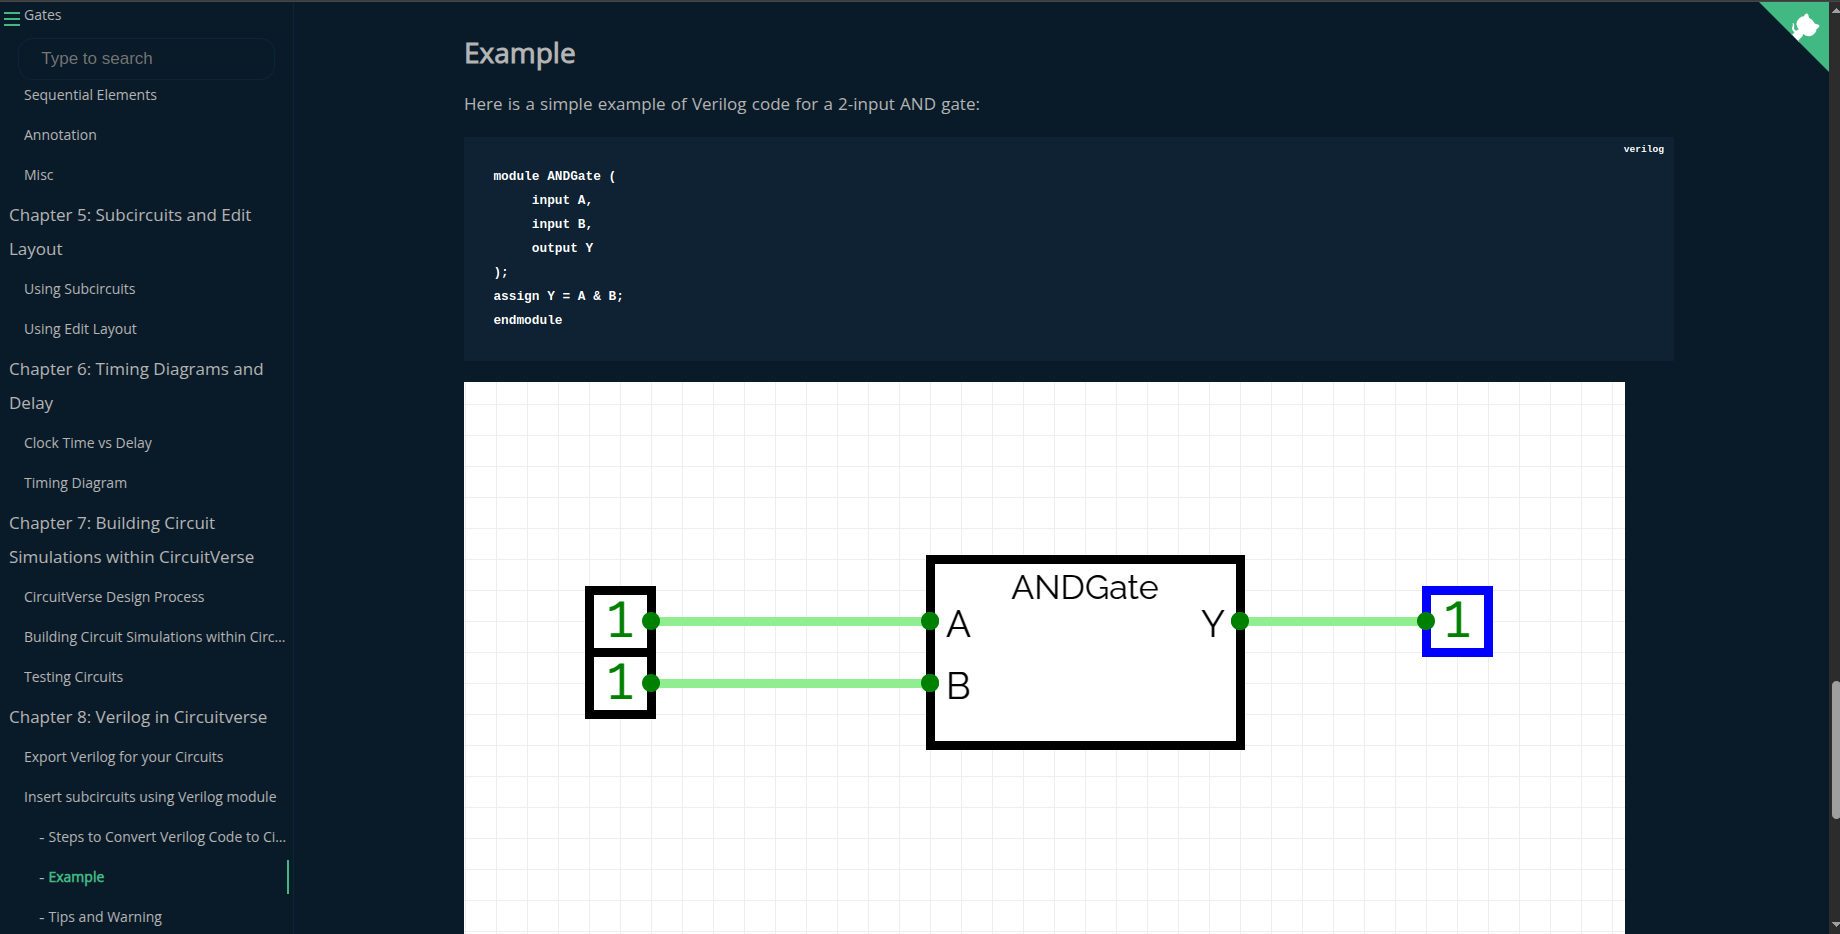 Gates
Type to search
Sequential Elements
Annotation
Misc
Chapter 5: Subcircuits and Edit
Layout
Using Subcircuits
Using Edit Layout
Chapter 6: Timing Diagrams and
Delay
Clock Time vs Delay
Timing Diagram
Chapter 7: Building Circuit
Simulations within CircuitVerse
CircuitVerse Design Process
Building Circuit Simulations within Circ...
Testing Circuits
Chapter 8: Verilog in Circuitverse
Export Verilog for your Circuits
Insert subcircuits using Verilog module
- Steps to Convert Verilog Code to Ci...
- Example
- Tips and Warning
Example
Here is a simple example of Verilog code for a 2-input AND gate:
verilog
module ANDGate (
input A,
input B,
output Y
);
assign Y = A & B;
endmodule
ANDGate
1 A Y 1
1 B